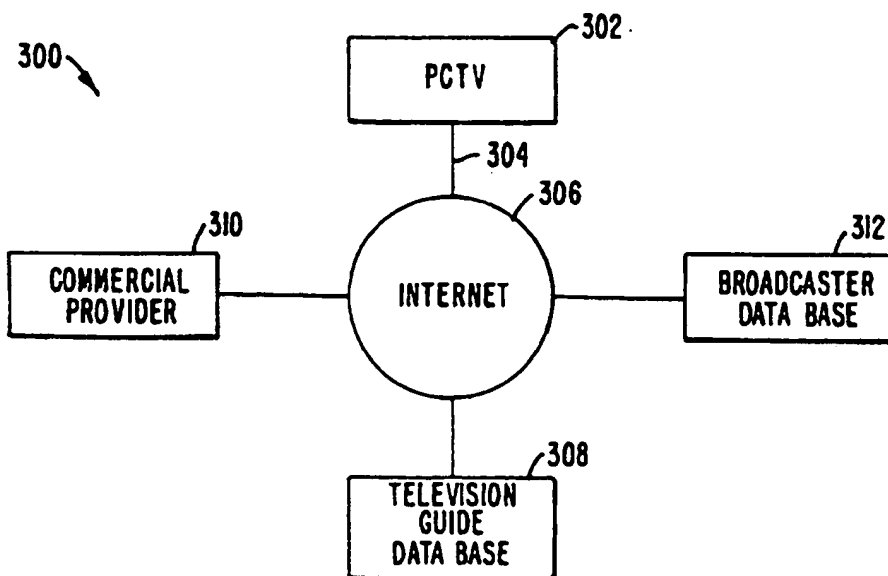 302
300
PCTV
304
306
310
312
COMMERCIAL
PROVIDER
INTERNET
BROADCASTER
DATA BASE
308
TELEVISION
GUIDE
DATA BASE